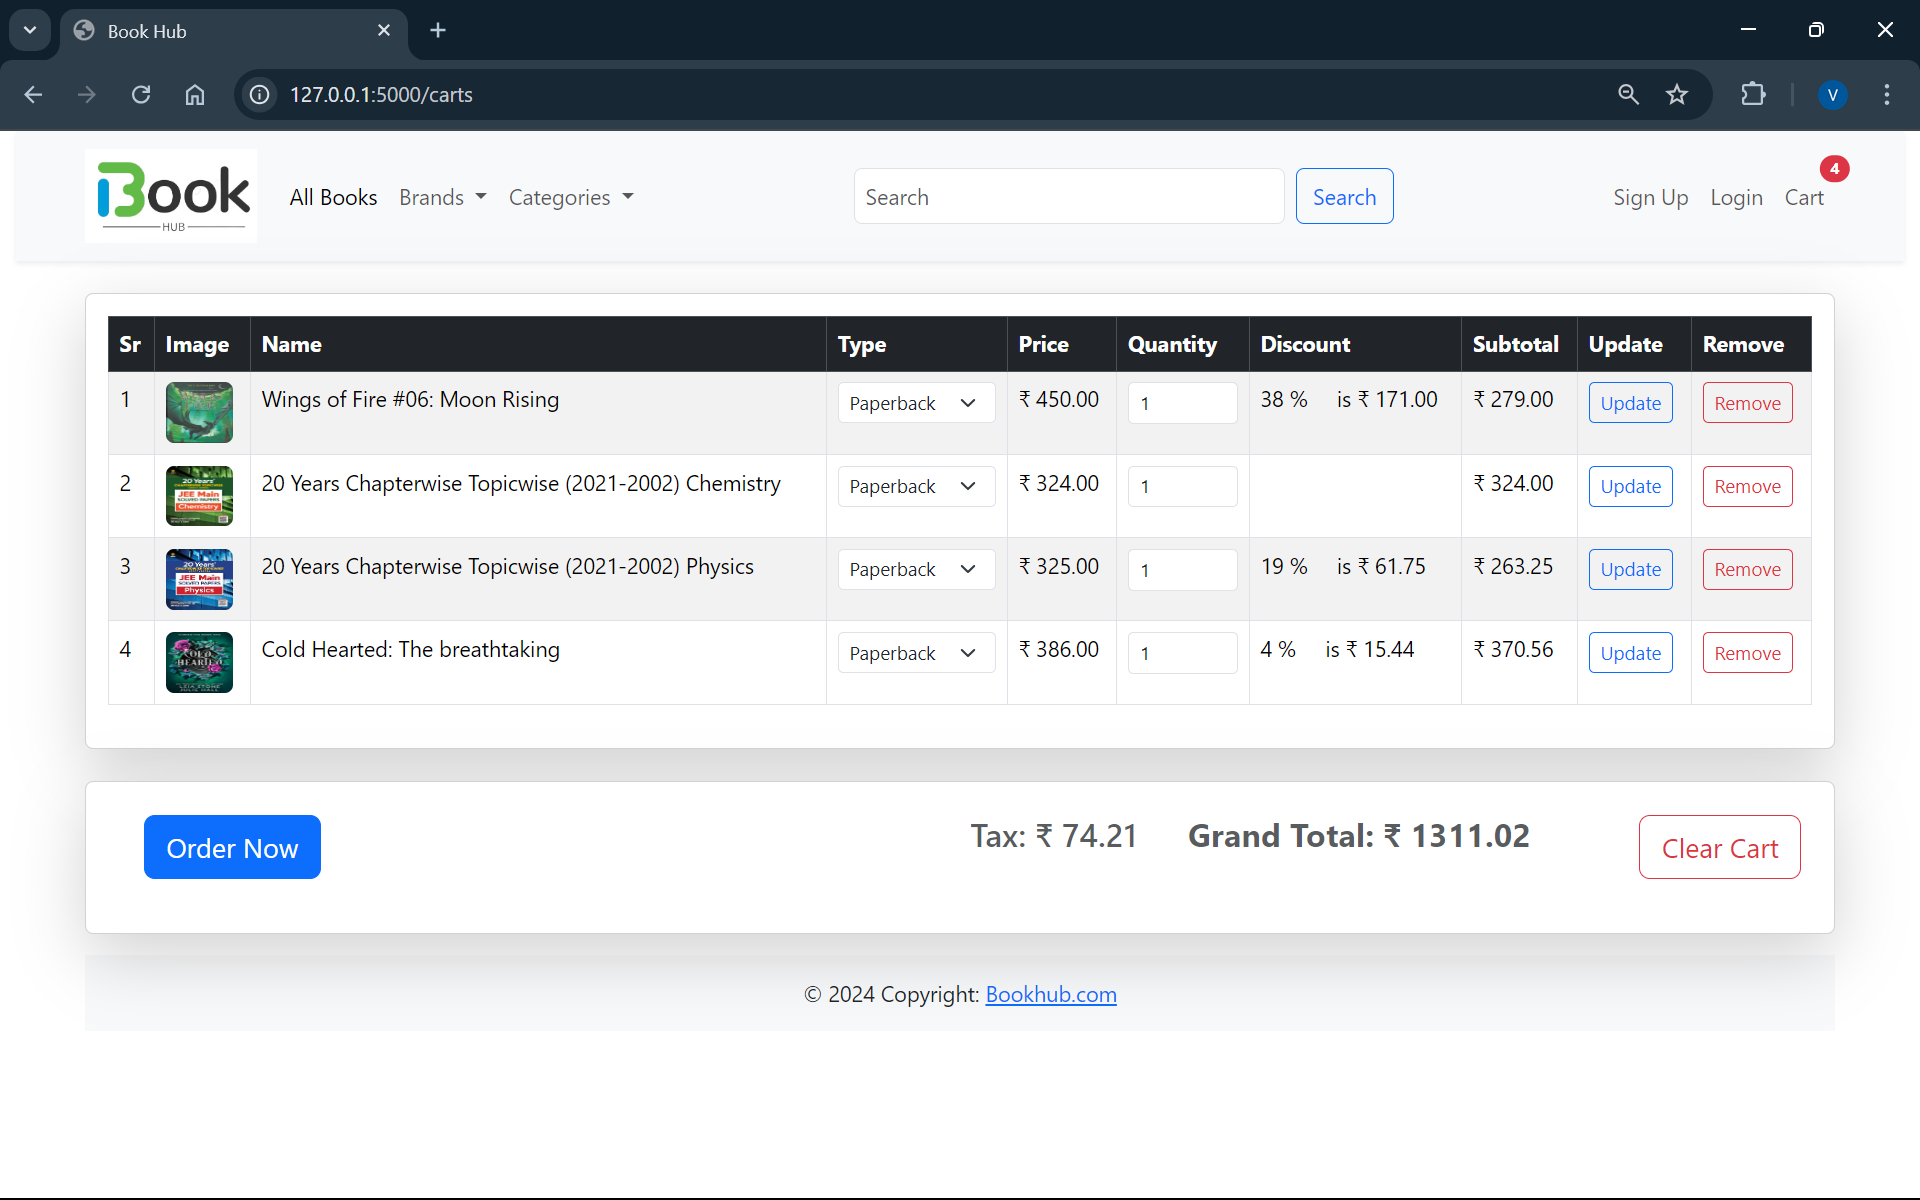 Book Hub
127.0.0.1:5000/carts
V
Book
HUB
All Books Brands Categories
Search
Search
Sign Up Login Cart 4
Sr Image Name Type Price Quantity Discount Subtotal Update Remove
1 Wings of Fire #06: Moon Rising Paperback ₹ 450.00 1 38 % is ₹ 171.00 ₹ 279.00 Update Remove
20 Years'
JEE Main
Chemistry
2 20 Years Chapterwise Topicwise (2021-2002) Chemistry Paperback ₹ 324.00 1 ₹ 324.00 Update Remove
20 Years'
JEE Main
Physics
3 20 Years Chapterwise Topicwise (2021-2002) Physics Paperback ₹ 325.00 1 19 % is ₹ 61.75 ₹ 263.25 Update Remove
COLD
HEARTED
4 Cold Hearted: The breathtaking Paperback ₹ 386.00 1 4 % is ₹ 15.44 ₹ 370.56 Update Remove
Order Now Tax: ₹ 74.21 Grand Total: ₹ 1311.02 Clear Cart
© 2024 Copyright: Bookhub.com